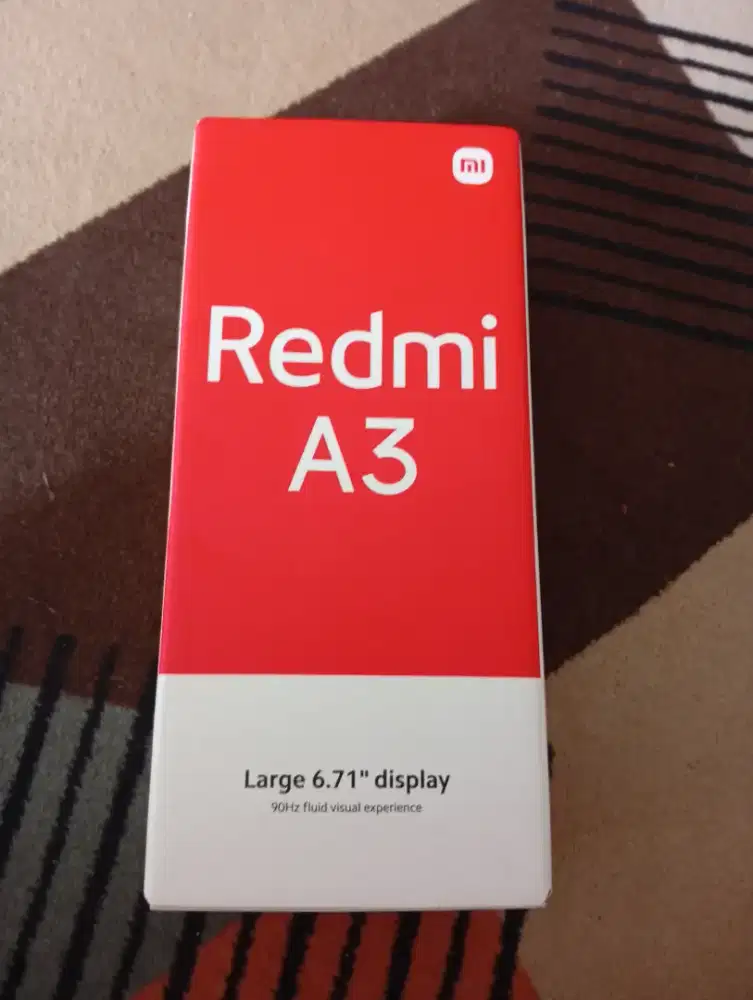 mi
Redmi
A3
Large 6.71" display
90Hz fluid visual experience